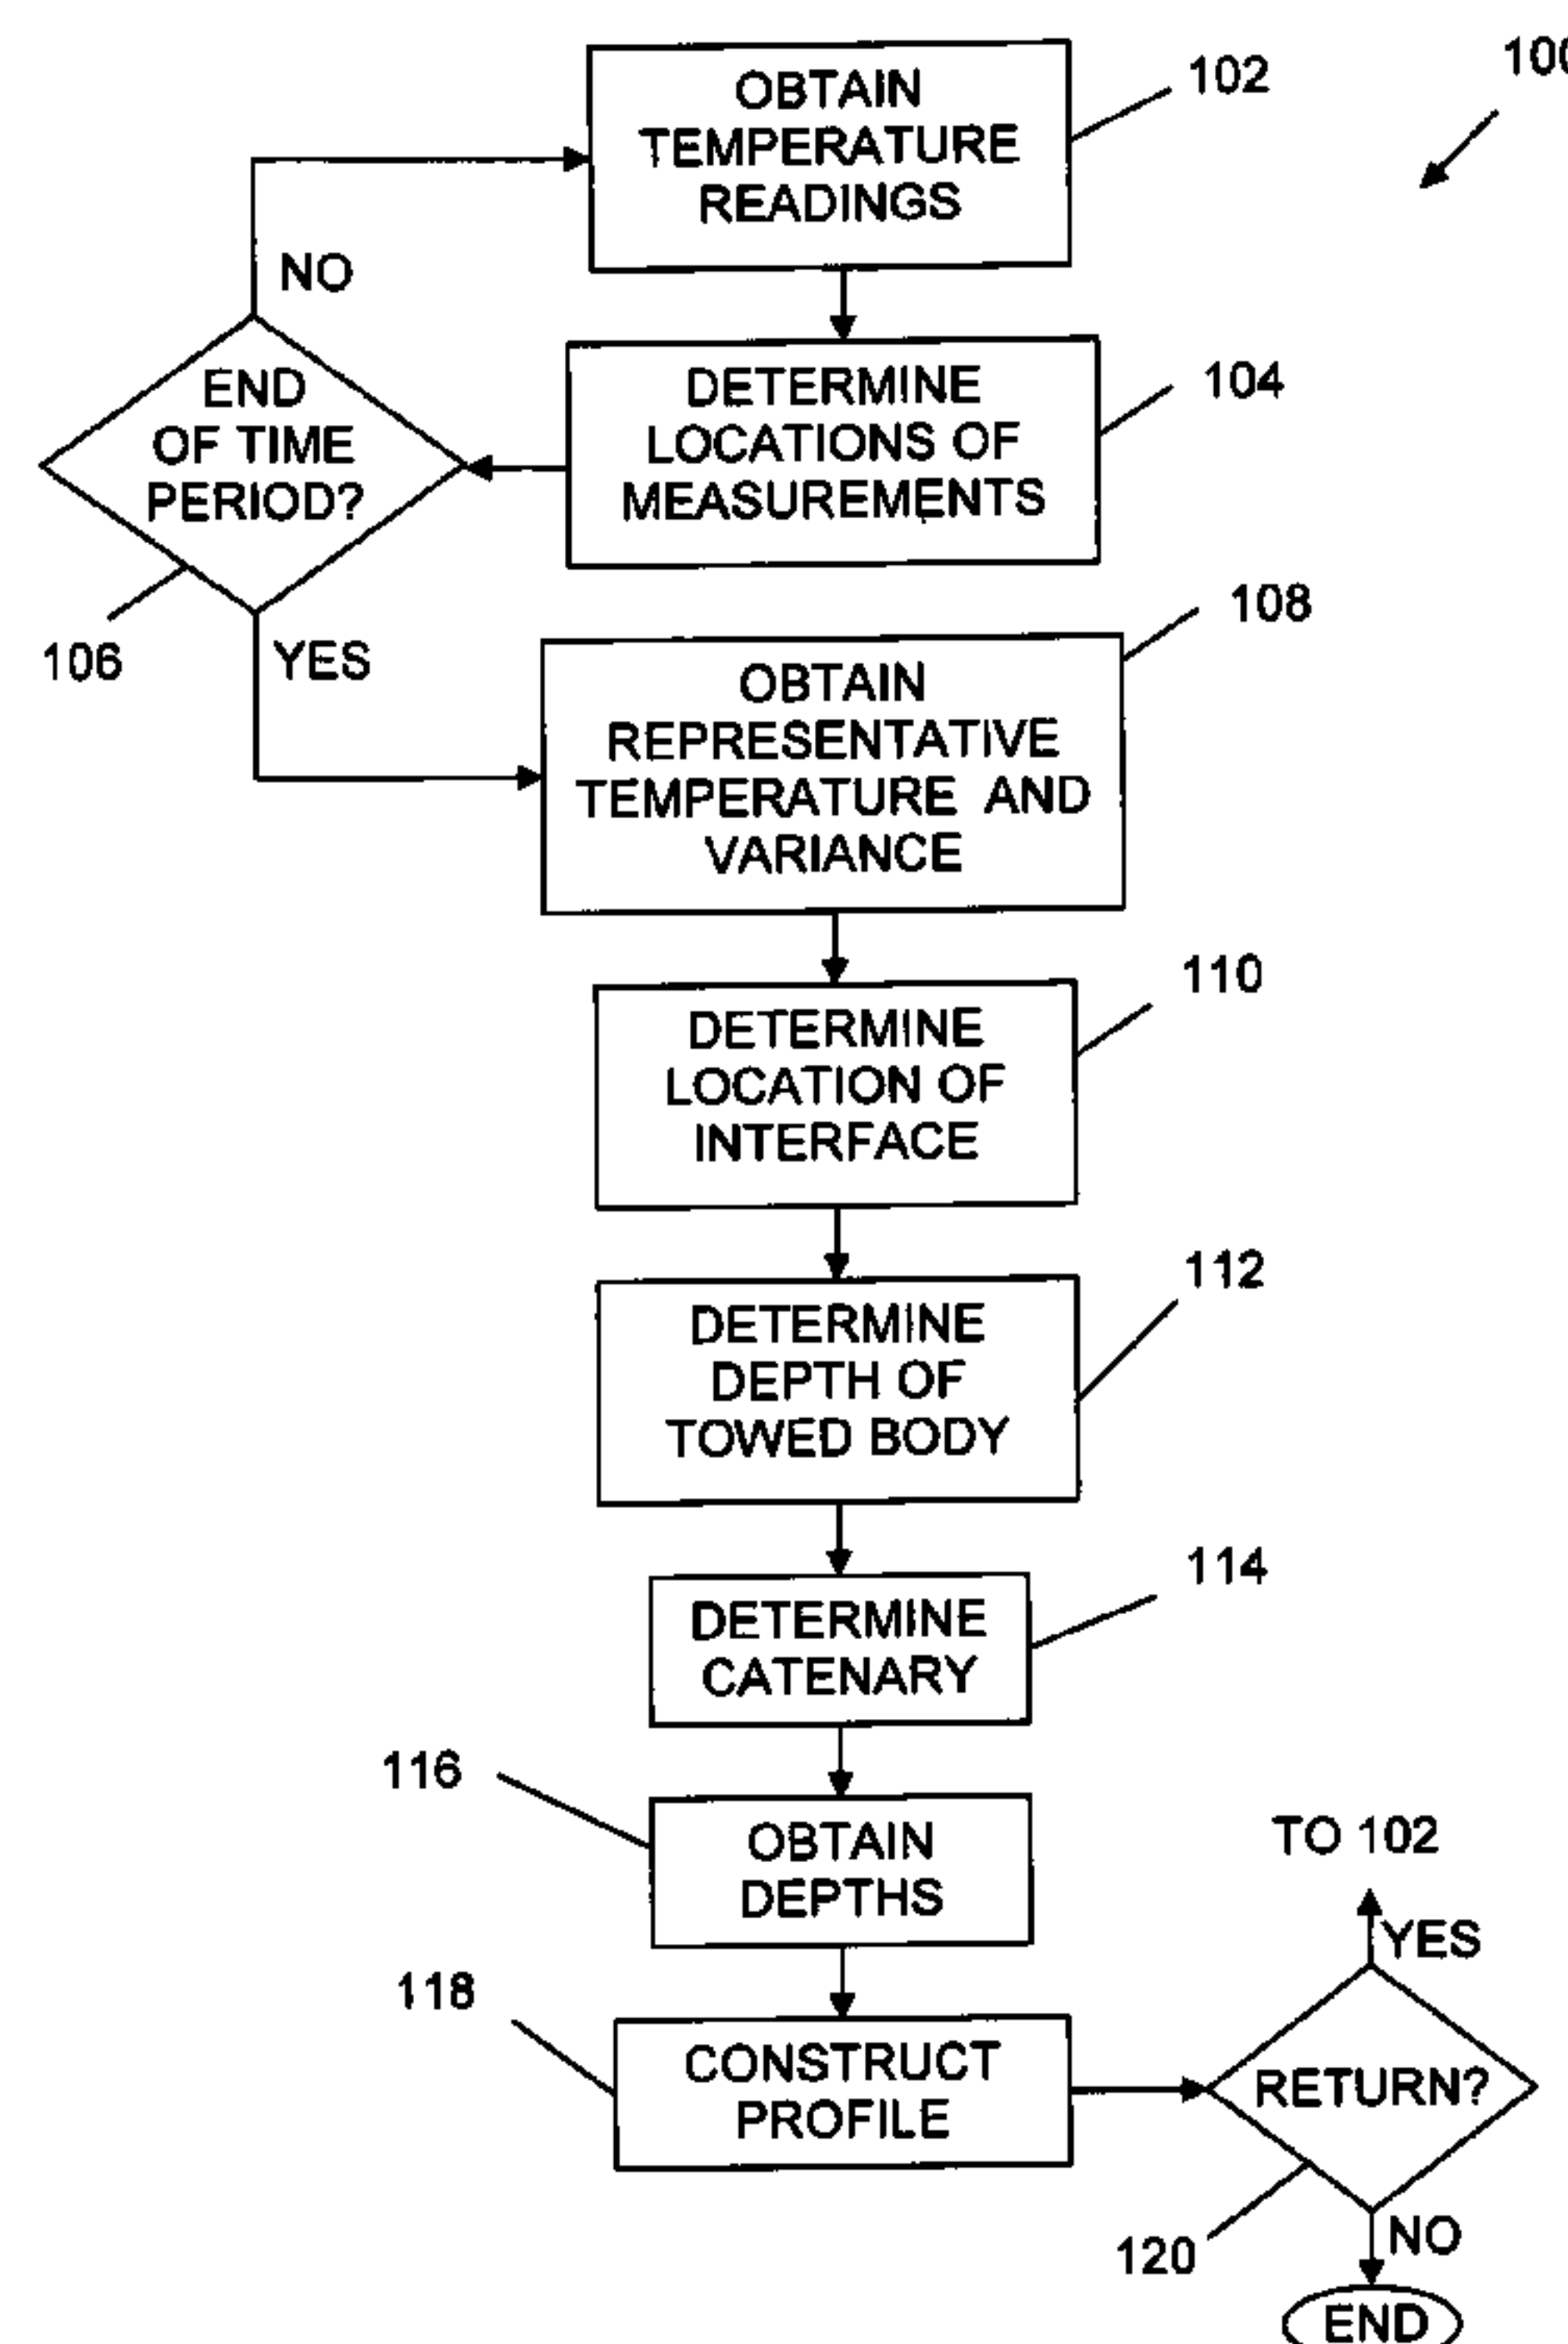 100
OBTAIN
TEMPERATURE
READINGS
102
NO
DETERMINE
LOCATIONS OF
MEASUREMENTS
104
END
OF TIME
PERIOD?
106
YES
108
OBTAIN
REPRESENTATIVE
TEMPERATURE AND
VARIANCE
110
DETERMINE
LOCATION OF
INTERFACE
112
DETERMINE
DEPTH OF
TOWED BODY
114
DETERMINE
CATENARY
116
OBTAIN
DEPTHS
118
CONSTRUCT
PROFILE
TO 102
YES
RETURN?
120
NO
END